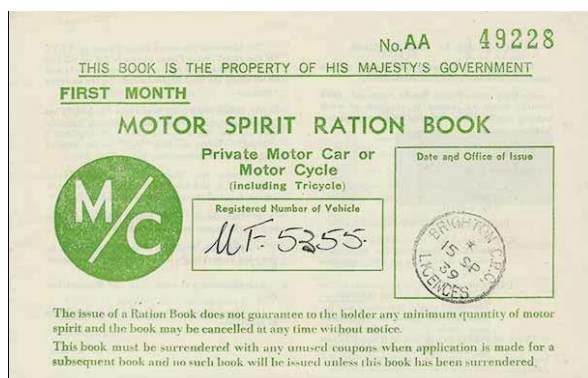 No. AA 49228
THIS BOOK IS THE PROPERTY OF HIS MAJESTY'S GOVERNMENT
FIRST MONTH
MOTOR SPIRIT RATION BOOK
Private Motor Car or
Motor Cycle
(including Tricycle)
M/C
Registered Number of Vehicle
UF. 5355.
Date and Office of Issue
BRIGHTON C.B.C.
*
15 SP
39
LICENCES
The issue of a Ration Book does not guarantee to the holder any minimum quantity of motor
spirit and the book may be cancelled at any time without notice.
This book must be surrendered with any unused coupons when application is made for a
subsequent book and no such book will be issued unless this book has been surrendered.